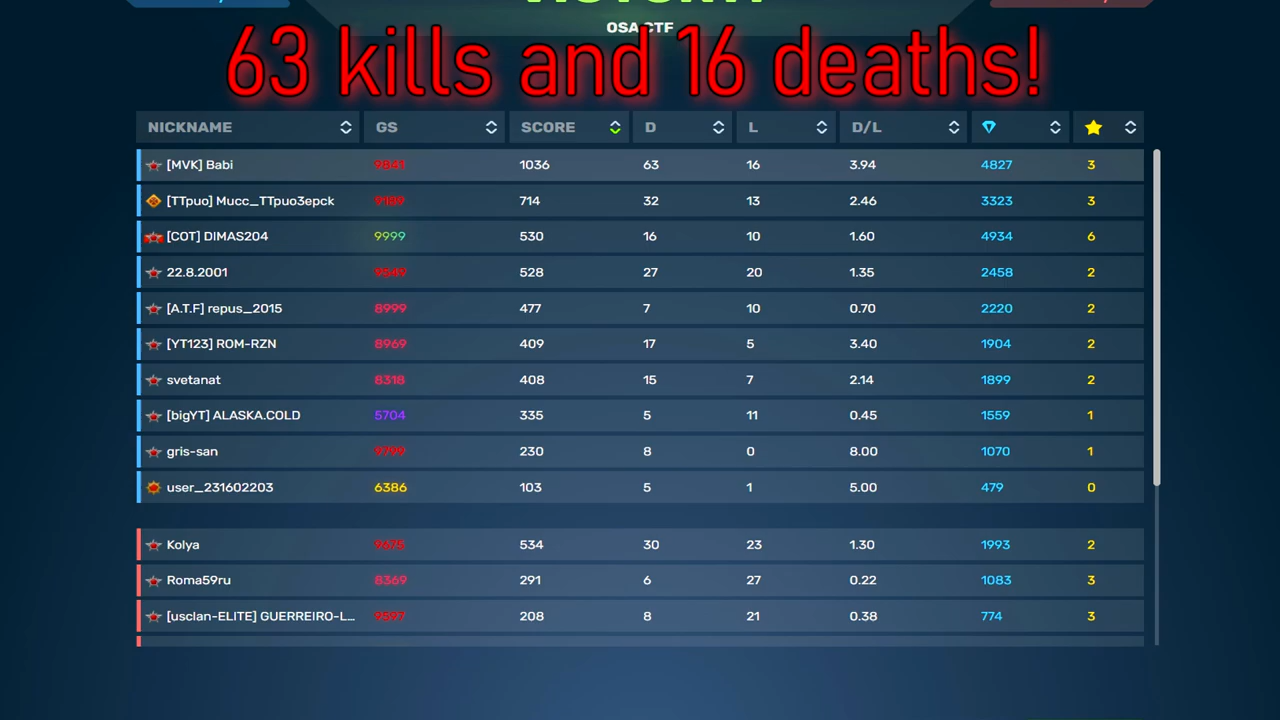 OSA CTF
63 kills and 16 deaths!
NICKNAME GS SCORE D L D/L
[MVK] Babi 9861 1036 63 16 3.94 4827 3
[TTpuo] Mucc_TTpuo3epck 714 32 13 2.46 3323 3
[COT] DIMAS204 9999 530 16 10 1.60 4934 6
22.8.2001 9549 528 27 20 1.35 2458 2
[A.T.F] repus_2015 8999 477 7 10 0.70 2220 2
[YT123] ROM-RZN 8969 409 17 5 3.40 1904 2
svetanat 8318 408 15 7 2.14 1899 2
[bigYT] ALASKA.COLD 5704 335 5 11 0.45 1559 1
gris-san 9799 230 8 0 8.00 1070 1
user_231602203 6386 103 5 1 5.00 479 0
Kolya 9675 534 30 23 1.30 1993 2
Roma59ru 8369 291 6 27 0.22 1083 3
[usclan-ELITE] GUERREIRO-L... 9597 208 8 21 0.38 774 3